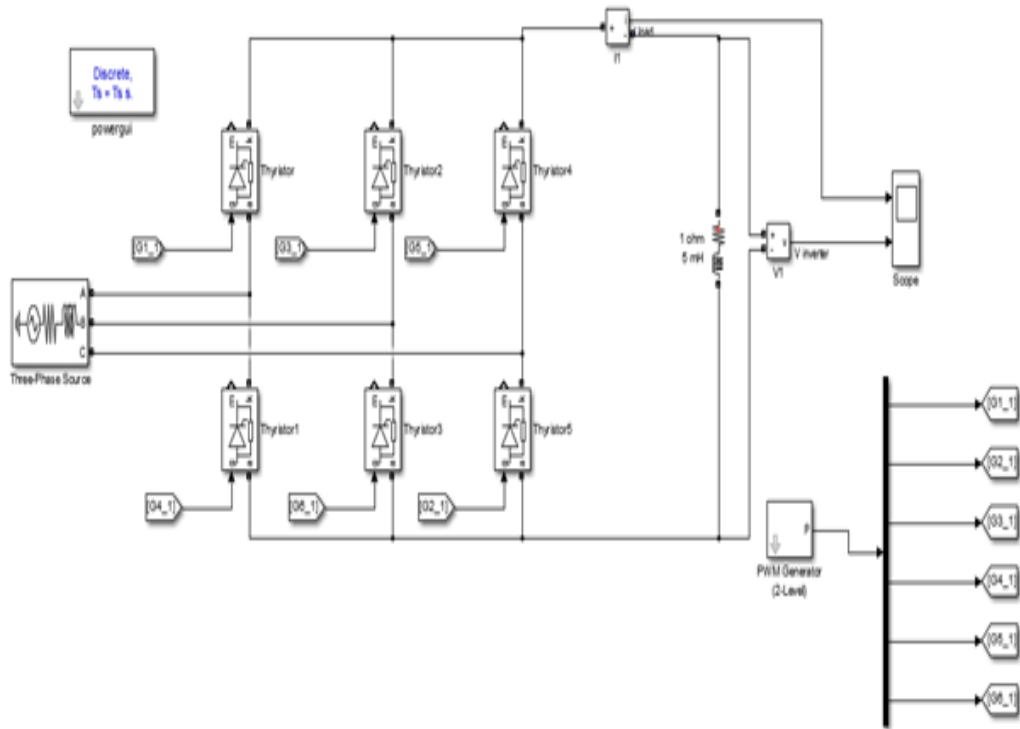 Discrete,
Ts = Ts s.
powergui
I1
Thyristor
Thyristor2
Thyristor4
[G1_1]
[G3_1]
[G5_1]
1 ohm
5 mH
V1
V inverter
Scope
A
B
C
Three-Phase Source
Thyristor1
Thyristor3
Thyristor5
[G4_1]
[G6_1]
[G2_1]
P
PWM Generator
(2-Level)
[G1_1]
[G2_1]
[G3_1]
[G4_1]
[G5_1]
[G6_1]